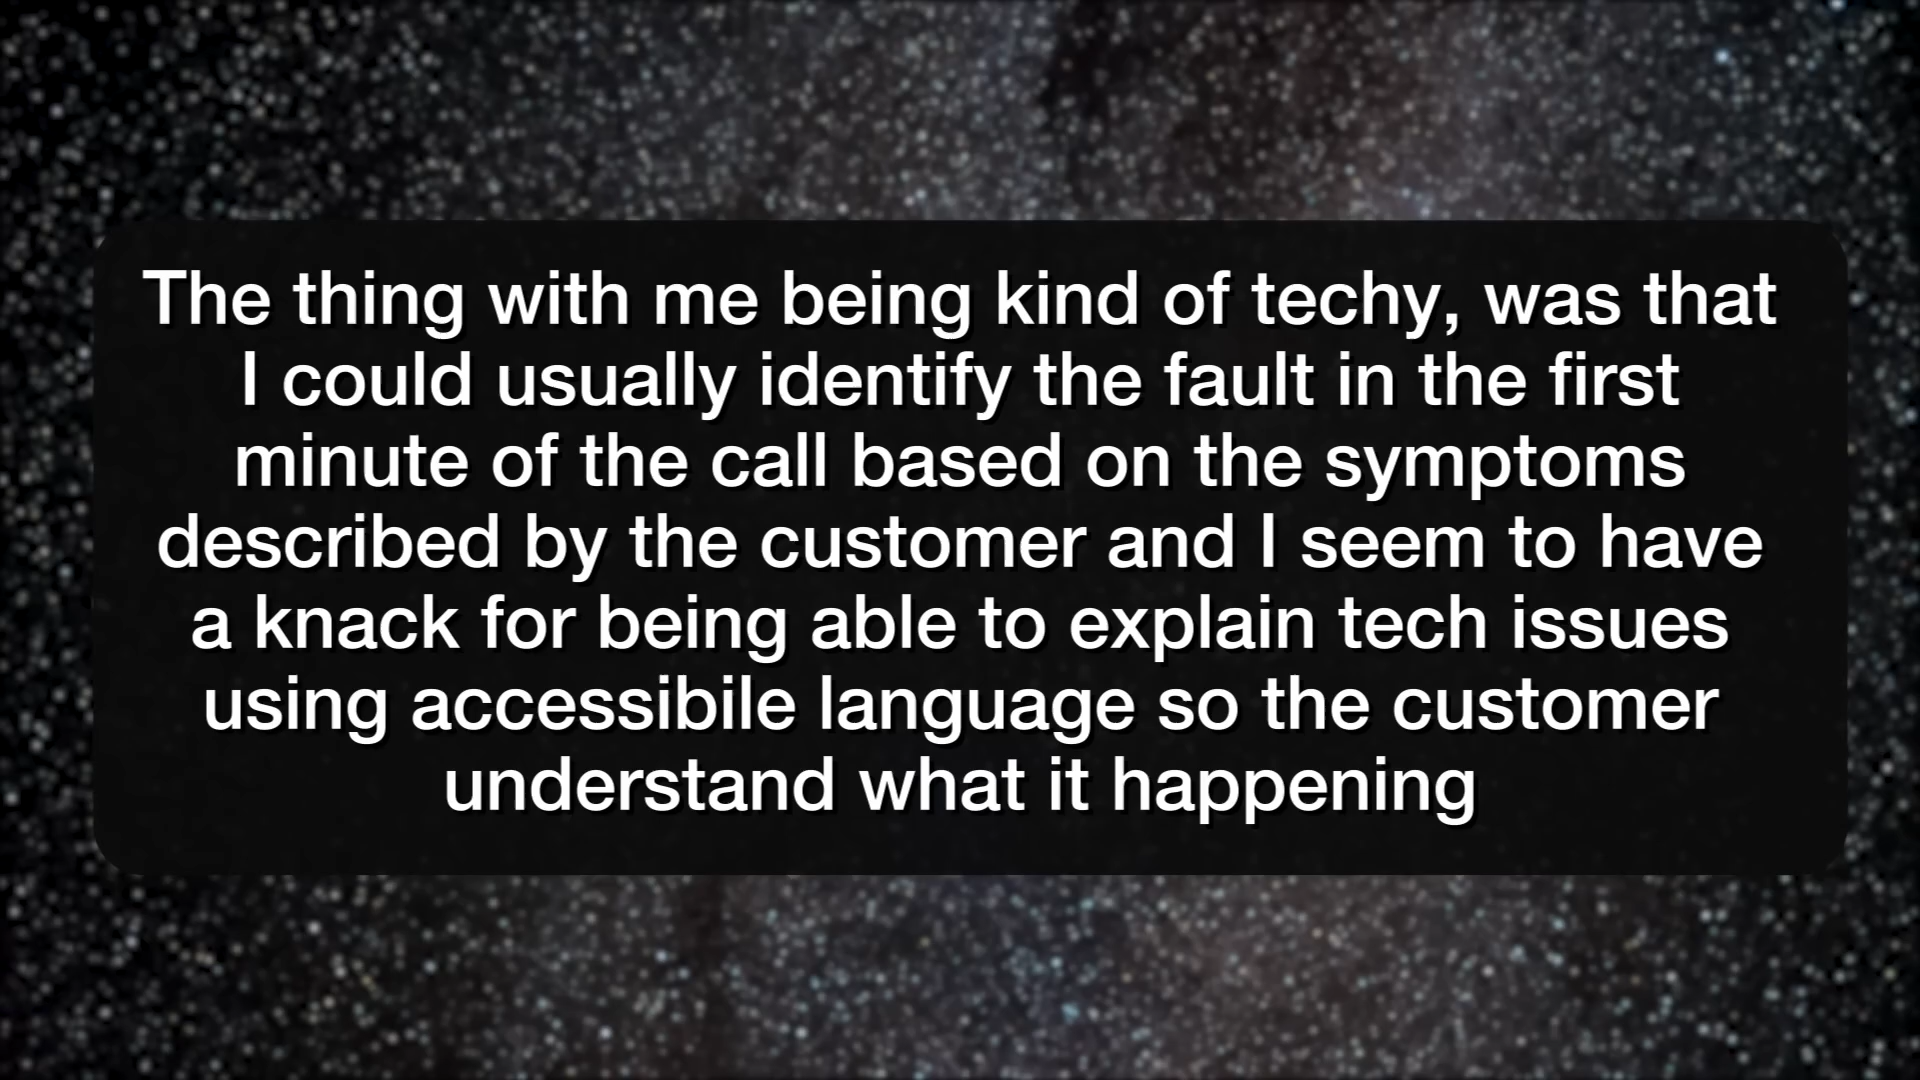 The thing with me being kind of techy, was that
I could usually identify the fault in the first
minute of the call based on the symptoms
described by the customer and I seem to have
a knack for being able to explain tech issues
using accessibile language so the customer
understand what it happening